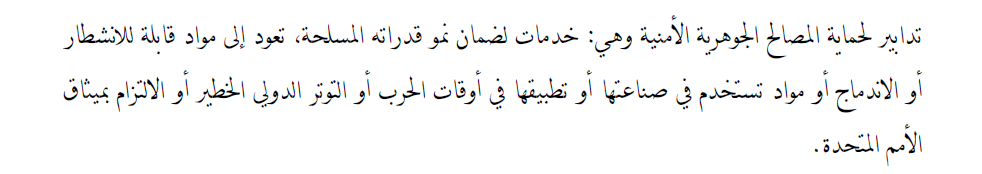 تدابير لحماية المصالح الجوهرية الأمنية وهي: خدمات لضمان نمو قدراته المسلحة، تعود إلى مواد قابلة للانشطار
أو الاندماج أو مواد تستخدم في صناعتها أو تطبيقها في أوقات الحرب أو التوتر الدولي الخطير أو الالتزام بميثاق
الأمم المتحدة.